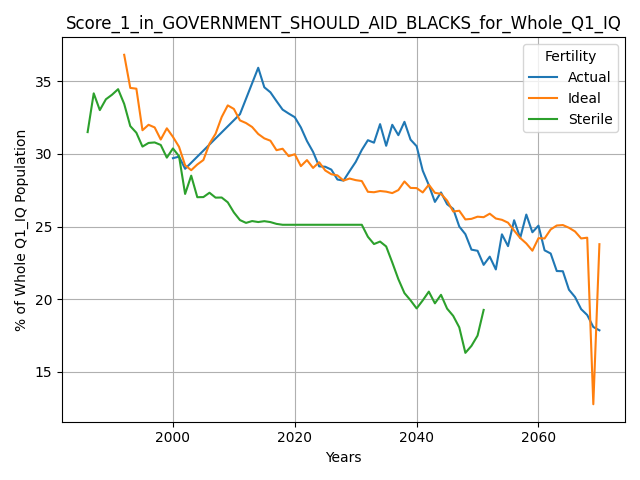 Score_1_in_GOVERNMENT_SHOULD_AID_BLACKS_for_Whole_Q1_IQ
Fertility
Actual
Ideal
Sterile
% of Whole Q1_IQ Population
35
30
25
20
15
2000
2020
2040
2060
Years